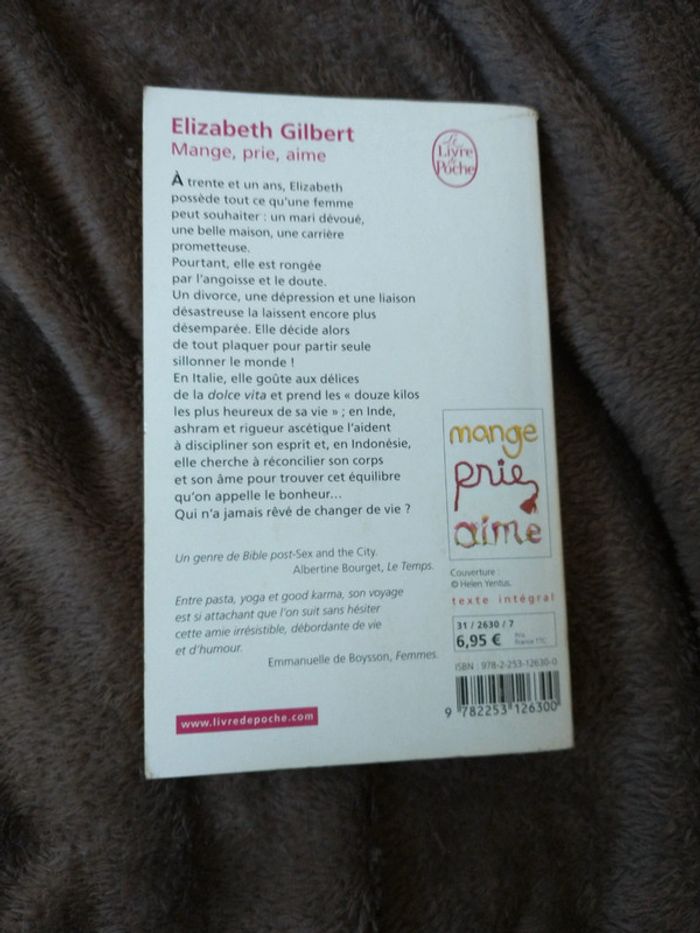 Elizabeth Gilbert
Mange, prie, aime
Le
Livre
de
Poche
À trente et un ans, Elizabeth
possède tout ce qu'une femme
peut souhaiter : un mari dévoué,
une belle maison, une carrière
prometteuse.
Pourtant, elle est rongée
par l'angoisse et le doute.
Un divorce, une dépression et une liaison
désastreuse la laissent encore plus
désemparée. Elle décide alors
de tout plaquer pour partir seule
sillonner le monde !
En Italie, elle goûte aux délices
de la dolce vita et prend les « douze kilos
les plus heureux de sa vie » ; en Inde,
ashram et rigueur ascétique l'aident
à discipliner son esprit et, en Indonésie,
elle cherche à réconcilier son corps
et son âme pour trouver cet équilibre
qu'on appelle le bonheur...
Qui n'a jamais rêvé de changer de vie ?
Un genre de Bible post-Sex and the City.
Albertine Bourget, Le Temps.
Entre pasta, yoga et good karma, son voyage
est si attachant que l'on suit sans hésiter
cette amie irrésistible, débordante de vie
et d'humour.
Emmanuelle de Boysson, Femmes.
www.livredepoche.com
mange
prie
aime
Couverture :
© Helen Yentus.
texte intégral
31 / 2630 / 7
6,95 €
Prix
France TTC
ISBN : 978-2-253-12630-0
9 782253 126300